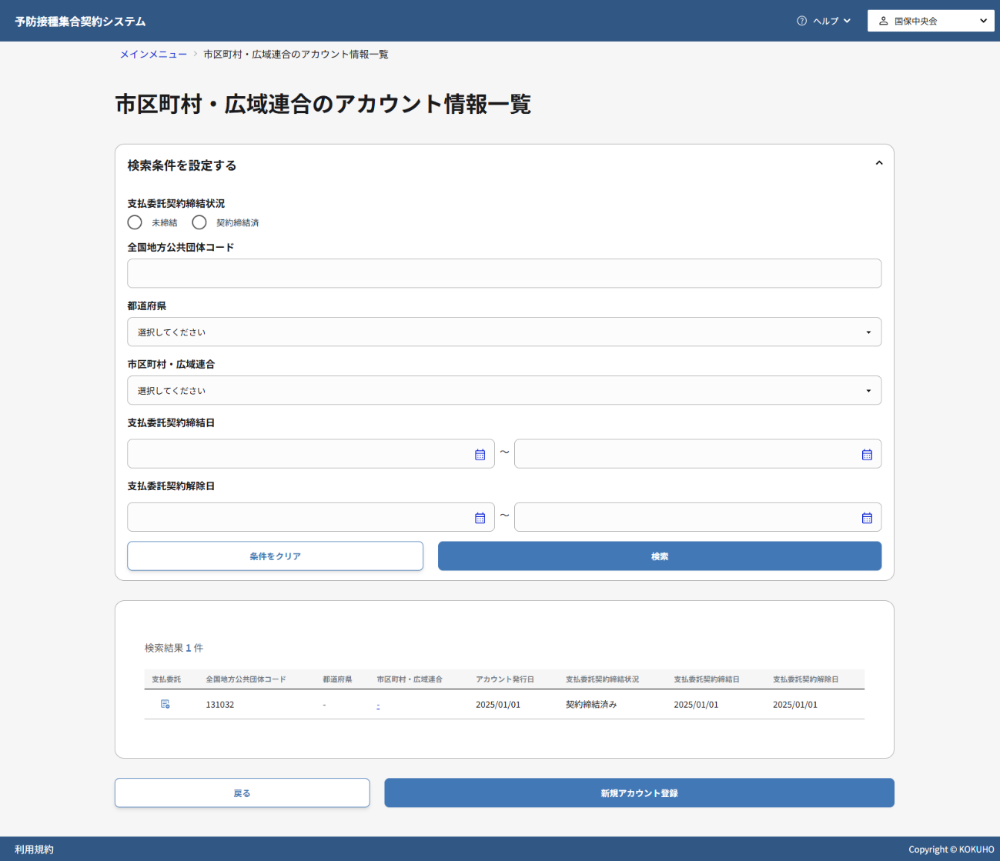 予防接種集合契約システム
ヘルプ
国保中央会
メインメニュー > 市区町村・広域連合のアカウント情報一覧
市区町村・広域連合のアカウント情報一覧
検索条件を設定する
支払委託契約締結状況
未締結 契約締結済
全国地方公共団体コード
都道府県
選択してください
市区町村・広域連合
選択してください
支払委託契約締結日
～
支払委託契約解除日
～
条件をクリア 検索
検索結果 1 件
支払委託 全国地方公共団体コード 都道府県 市区町村・広域連合 アカウント発行日 支払委託契約締結状況 支払委託契約締結日 支払委託契約解除日
131032 - - 2025/01/01 契約締結済み 2025/01/01 2025/01/01
戻る 新規アカウント登録
利用規約 Copyright © KOKUHO